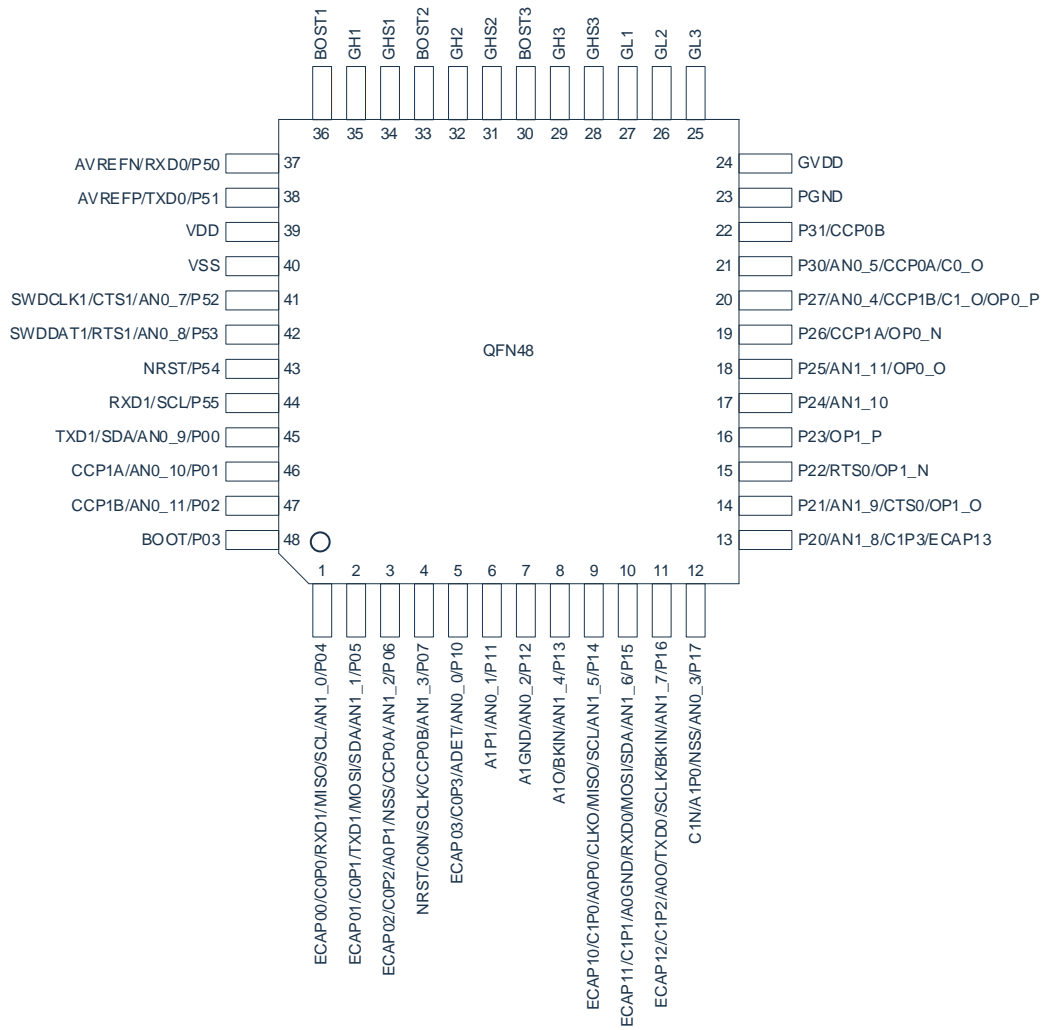 BOST1
GH1
GHS1
BOST2
GH2
GHS2
BOST3
GH3
GHS3
GL1
GL2
GL3
36 35 34 33 32 31 30 29 28 27 26 25
AVREFN/RXD0/P50 37
AVREFP/TXD0/P51 38
VDD 39
VSS 40
SWDCLK1/CTS1/AN0_7/P52 41
SWDDAT1/RTS1/AN0_8/P53 42
NRST/P54 43
RXD1/SCL/P55 44
TXD1/SDA/AN0_9/P00 45
CCP1A/AN0_10/P01 46
CCP1B/AN0_11/P02 47
BOOT/P03 48
QFN48
24 GVDD
23 PGND
22 P31/CCP0B
21 P30/AN0_5/CCP0A/C0_O
20 P27/AN0_4/CCP1B/C1_O/OP0_P
19 P26/CCP1A/OP0_N
18 P25/AN1_11/OP0_O
17 P24/AN1_10
16 P23/OP1_P
15 P22/RTS0/OP1_N
14 P21/AN1_9/CTS0/OP1_O
13 P20/AN1_8/C1P3/ECAP13
1 2 3 4 5 6 7 8 9 10 11 12
ECAP00/C0P0/RXD1/MISO/SCL/AN1_0/P04
ECAP01/C0P1/TXD1/MOSI/SDA/AN1_1/P05
ECAP02/C0P2/A0P1/NSS/CCP0A/AN1_2/P06
NRST/C0N/SCLK/CCP0B/AN1_3/P07
ECAP03/C0P3/ADET/AN0_0/P10
A1P1/AN0_1/P11
A1GND/AN0_2/P12
A1O/BKIN/AN1_4/P13
ECAP10/C1P0/A0P0/CLKO/MISO/SCL/AN1_5/P14
ECAP11/C1P1/A0GND/RXD0/MOSI/SDA/AN1_6/P15
ECAP12/C1P2/A0O/TXD0/SCLK/BKIN/AN1_7/P16
C1N/A1P0/NSS/AN0_3/P17